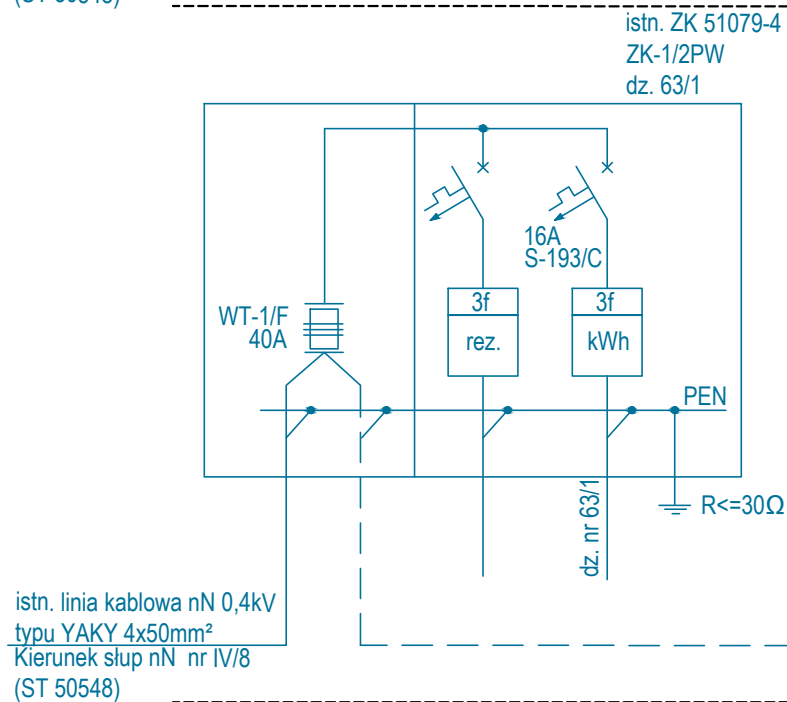 istn. ZK 51079-4
ZK-1/2PW
dz. 63/1
16A
S-193/C
WT-1/F
40A
3f
rez.
3f
kWh
PEN
R<=30Ω
dz. nr 63/1
istn. linia kablowa nN 0,4kV
typu YAKY 4x50mm²
Kierunek słup nN nr IV/8
(ST 50548)